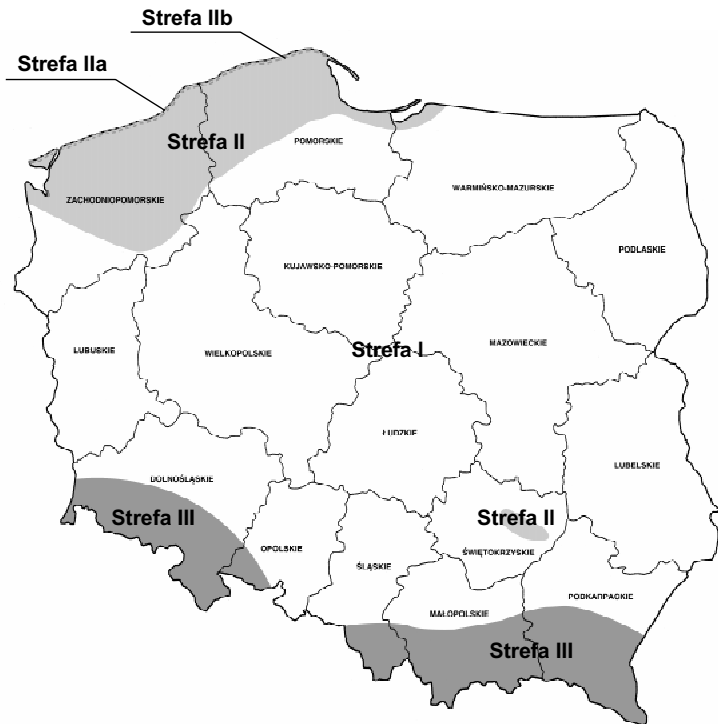 Strefa IIb
Strefa IIa
Strefa II
POMORSKIE
WARMIŃSKO-MAZURSKIE
ZACHODNIOPOMORSKIE
PODLASKIE
KUJAWSKO-POMORSKIE
MAZOWIECKIE
LUBUSKIE
WIELKOPOLSKIE
Strefa I
ŁÓDZKIE
LUBELSKIE
DOLNOŚLĄSKIE
Strefa III
Strefa II
OPOLSKIE
ŚWIĘTOKRZYSKIE
ŚLĄSKIE
PODKARPACKIE
MAŁOPOLSKIE
Strefa III